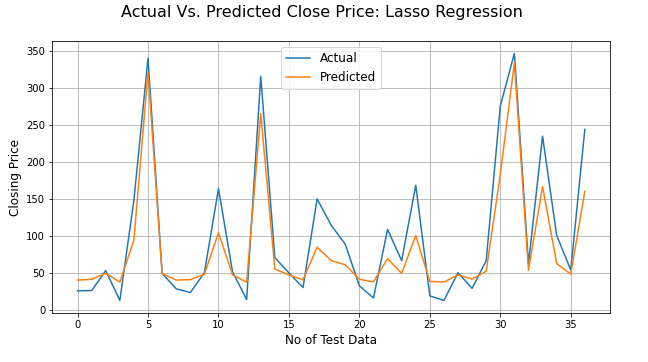 Actual Vs. Predicted Close Price: Lasso Regression
Actual
Predicted
Closing Price
350
300
250
200
150
100
50
0
0 5 10 15 20 25 30 35
No of Test Data